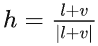 h = \frac{l+v}{|l+v|}